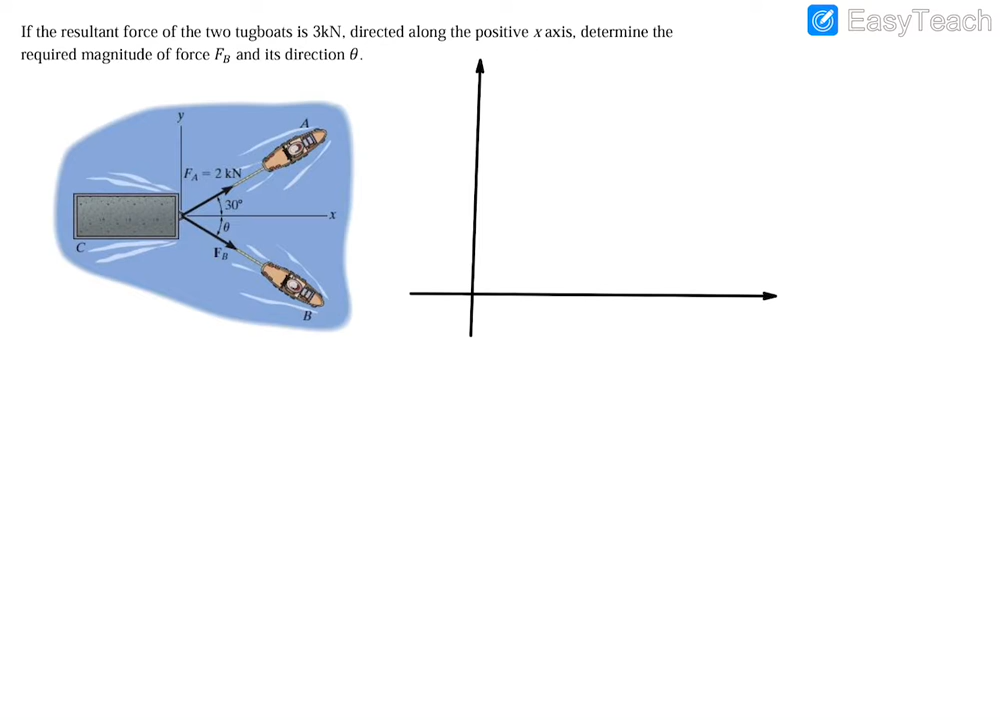 If the resultant force of the two tugboats is 3kN, directed along the positive x axis, determine the
required magnitude of force F_B and its direction θ.
EasyTeach
y
A
F_A = 2 kN
30°
x
θ
C
F_B
B